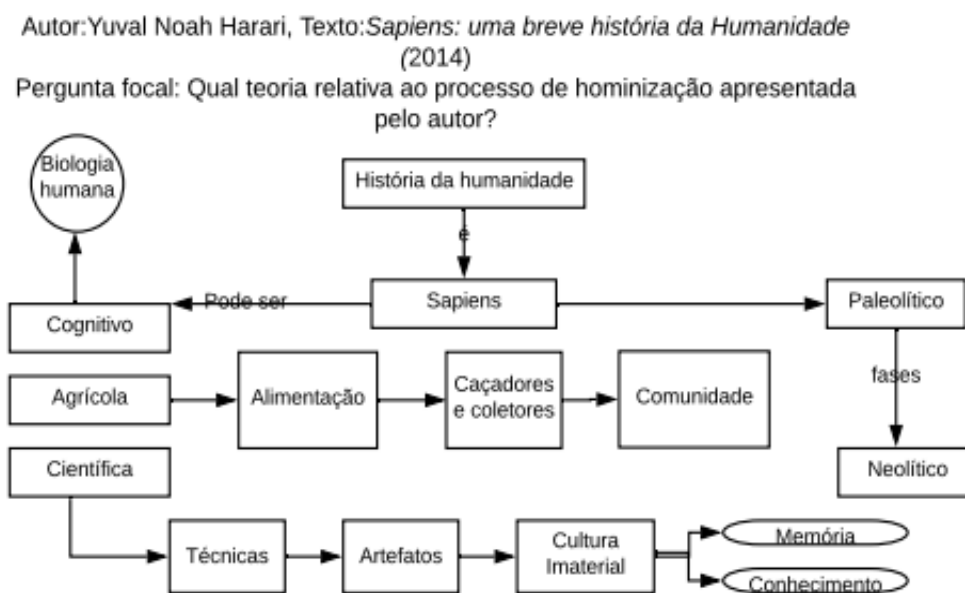 Autor:Yuval Noah Harari, Texto:Sapiens: uma breve história da Humanidade
(2014)
Pergunta focal: Qual teoria relativa ao processo de hominização apresentada
pelo autor?
Biologia
humana
História da humanidade
é
Pode ser
Sapiens
Paleolítico
Cognitivo
fases
Agrícola
Alimentação
Caçadores
e coletores
Comunidade
Científica
Neolítico
Técnicas
Artefatos
Cultura
Imaterial
Memória
Conhecimento